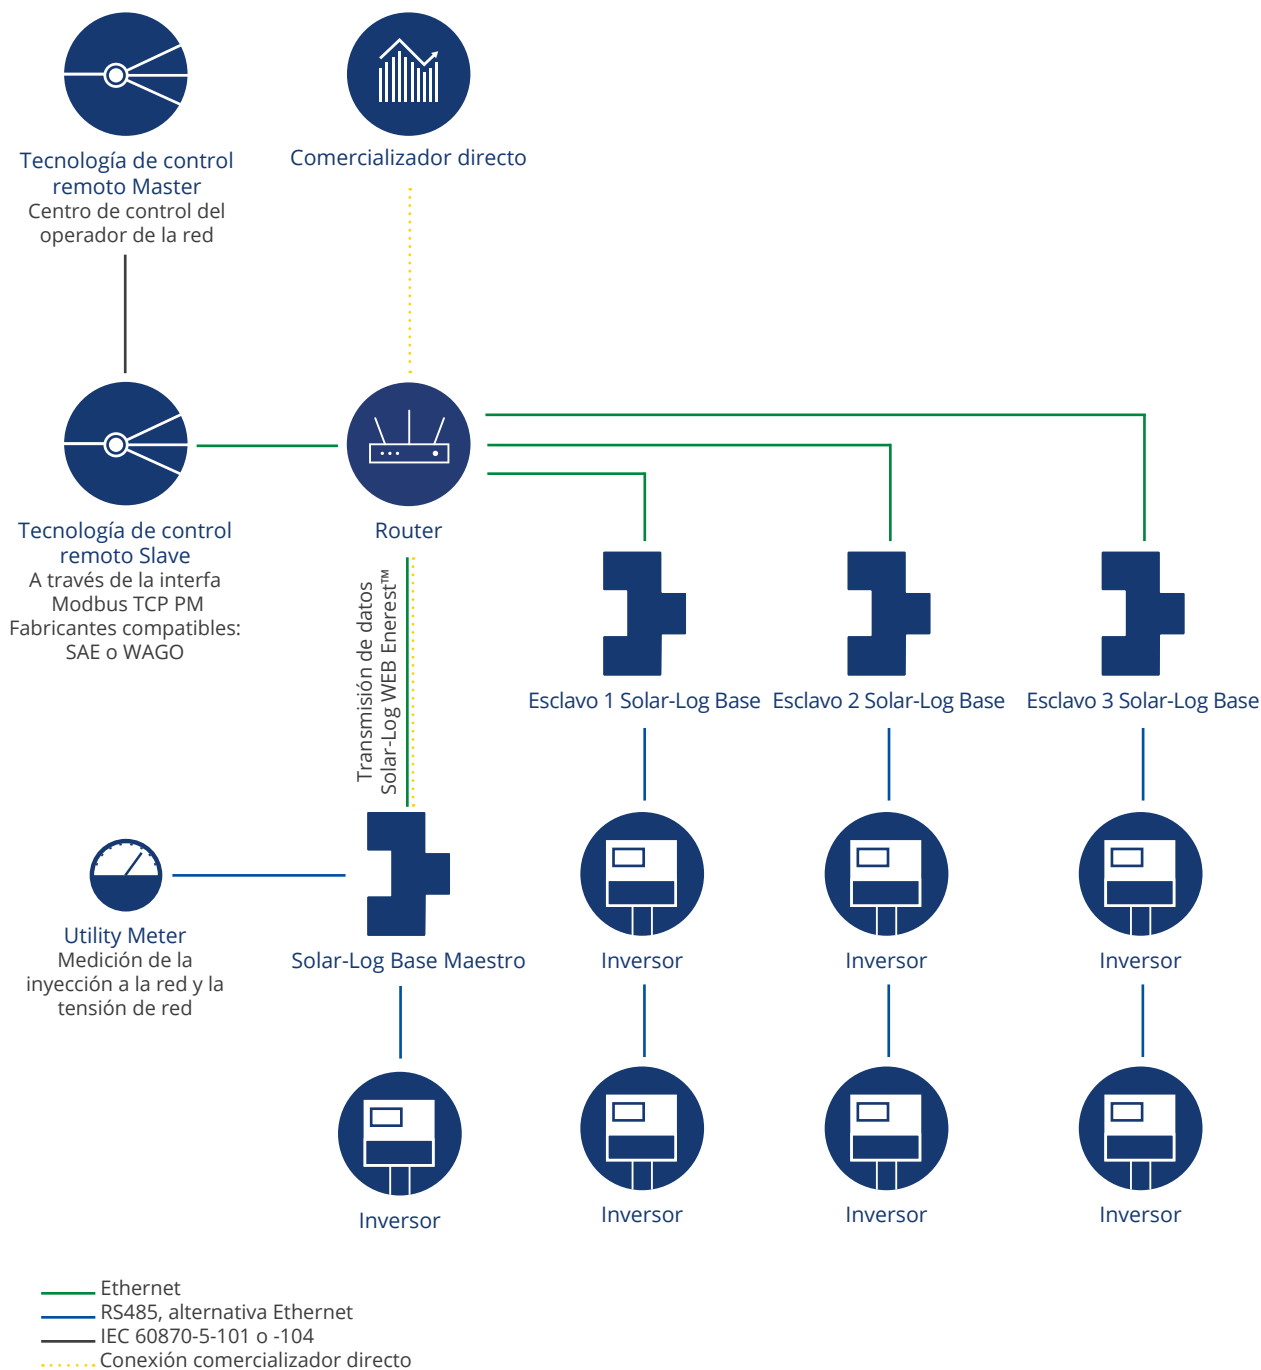 Tecnología de control
remoto Master
Centro de control del
operador de la red
Comercializador directo
Tecnología de control
remoto Slave
A través de la interfa
Modbus TCP PM
Fabricantes compatibles:
SAE o WAGO
Router
Transmisión de datos
Solar-Log WEB Enerest™
Esclavo 1 Solar-Log Base
Esclavo 2 Solar-Log Base
Esclavo 3 Solar-Log Base
Utility Meter
Medición de la
inyección a la red y la
tensión de red
Solar-Log Base Maestro
Inversor
Inversor
Inversor
Inversor
Inversor
Inversor
Inversor
Ethernet
RS485, alternativa Ethernet
IEC 60870-5-101 o -104
Conexión comercializador directo